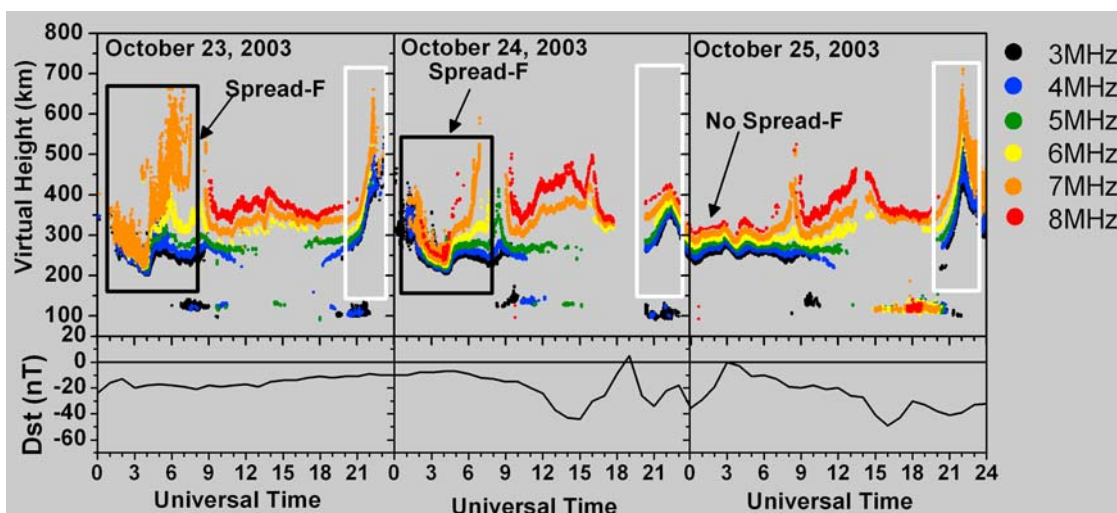 October 23, 2003
October 24, 2003
October 25, 2003
Spread-F
Spread-F
No Spread-F
Virtual Height (km)
800
700
600
500
400
300
200
100
20
3MHz
4MHz
5MHz
6MHz
7MHz
8MHz
Dst (nT)
0
-20
-40
-60
0 3 6 9 12 15 18 21 0 3 6 9 12 15 18 21 0 3 6 9 12 15 18 21 24
Universal Time
Universal Time
Universal Time